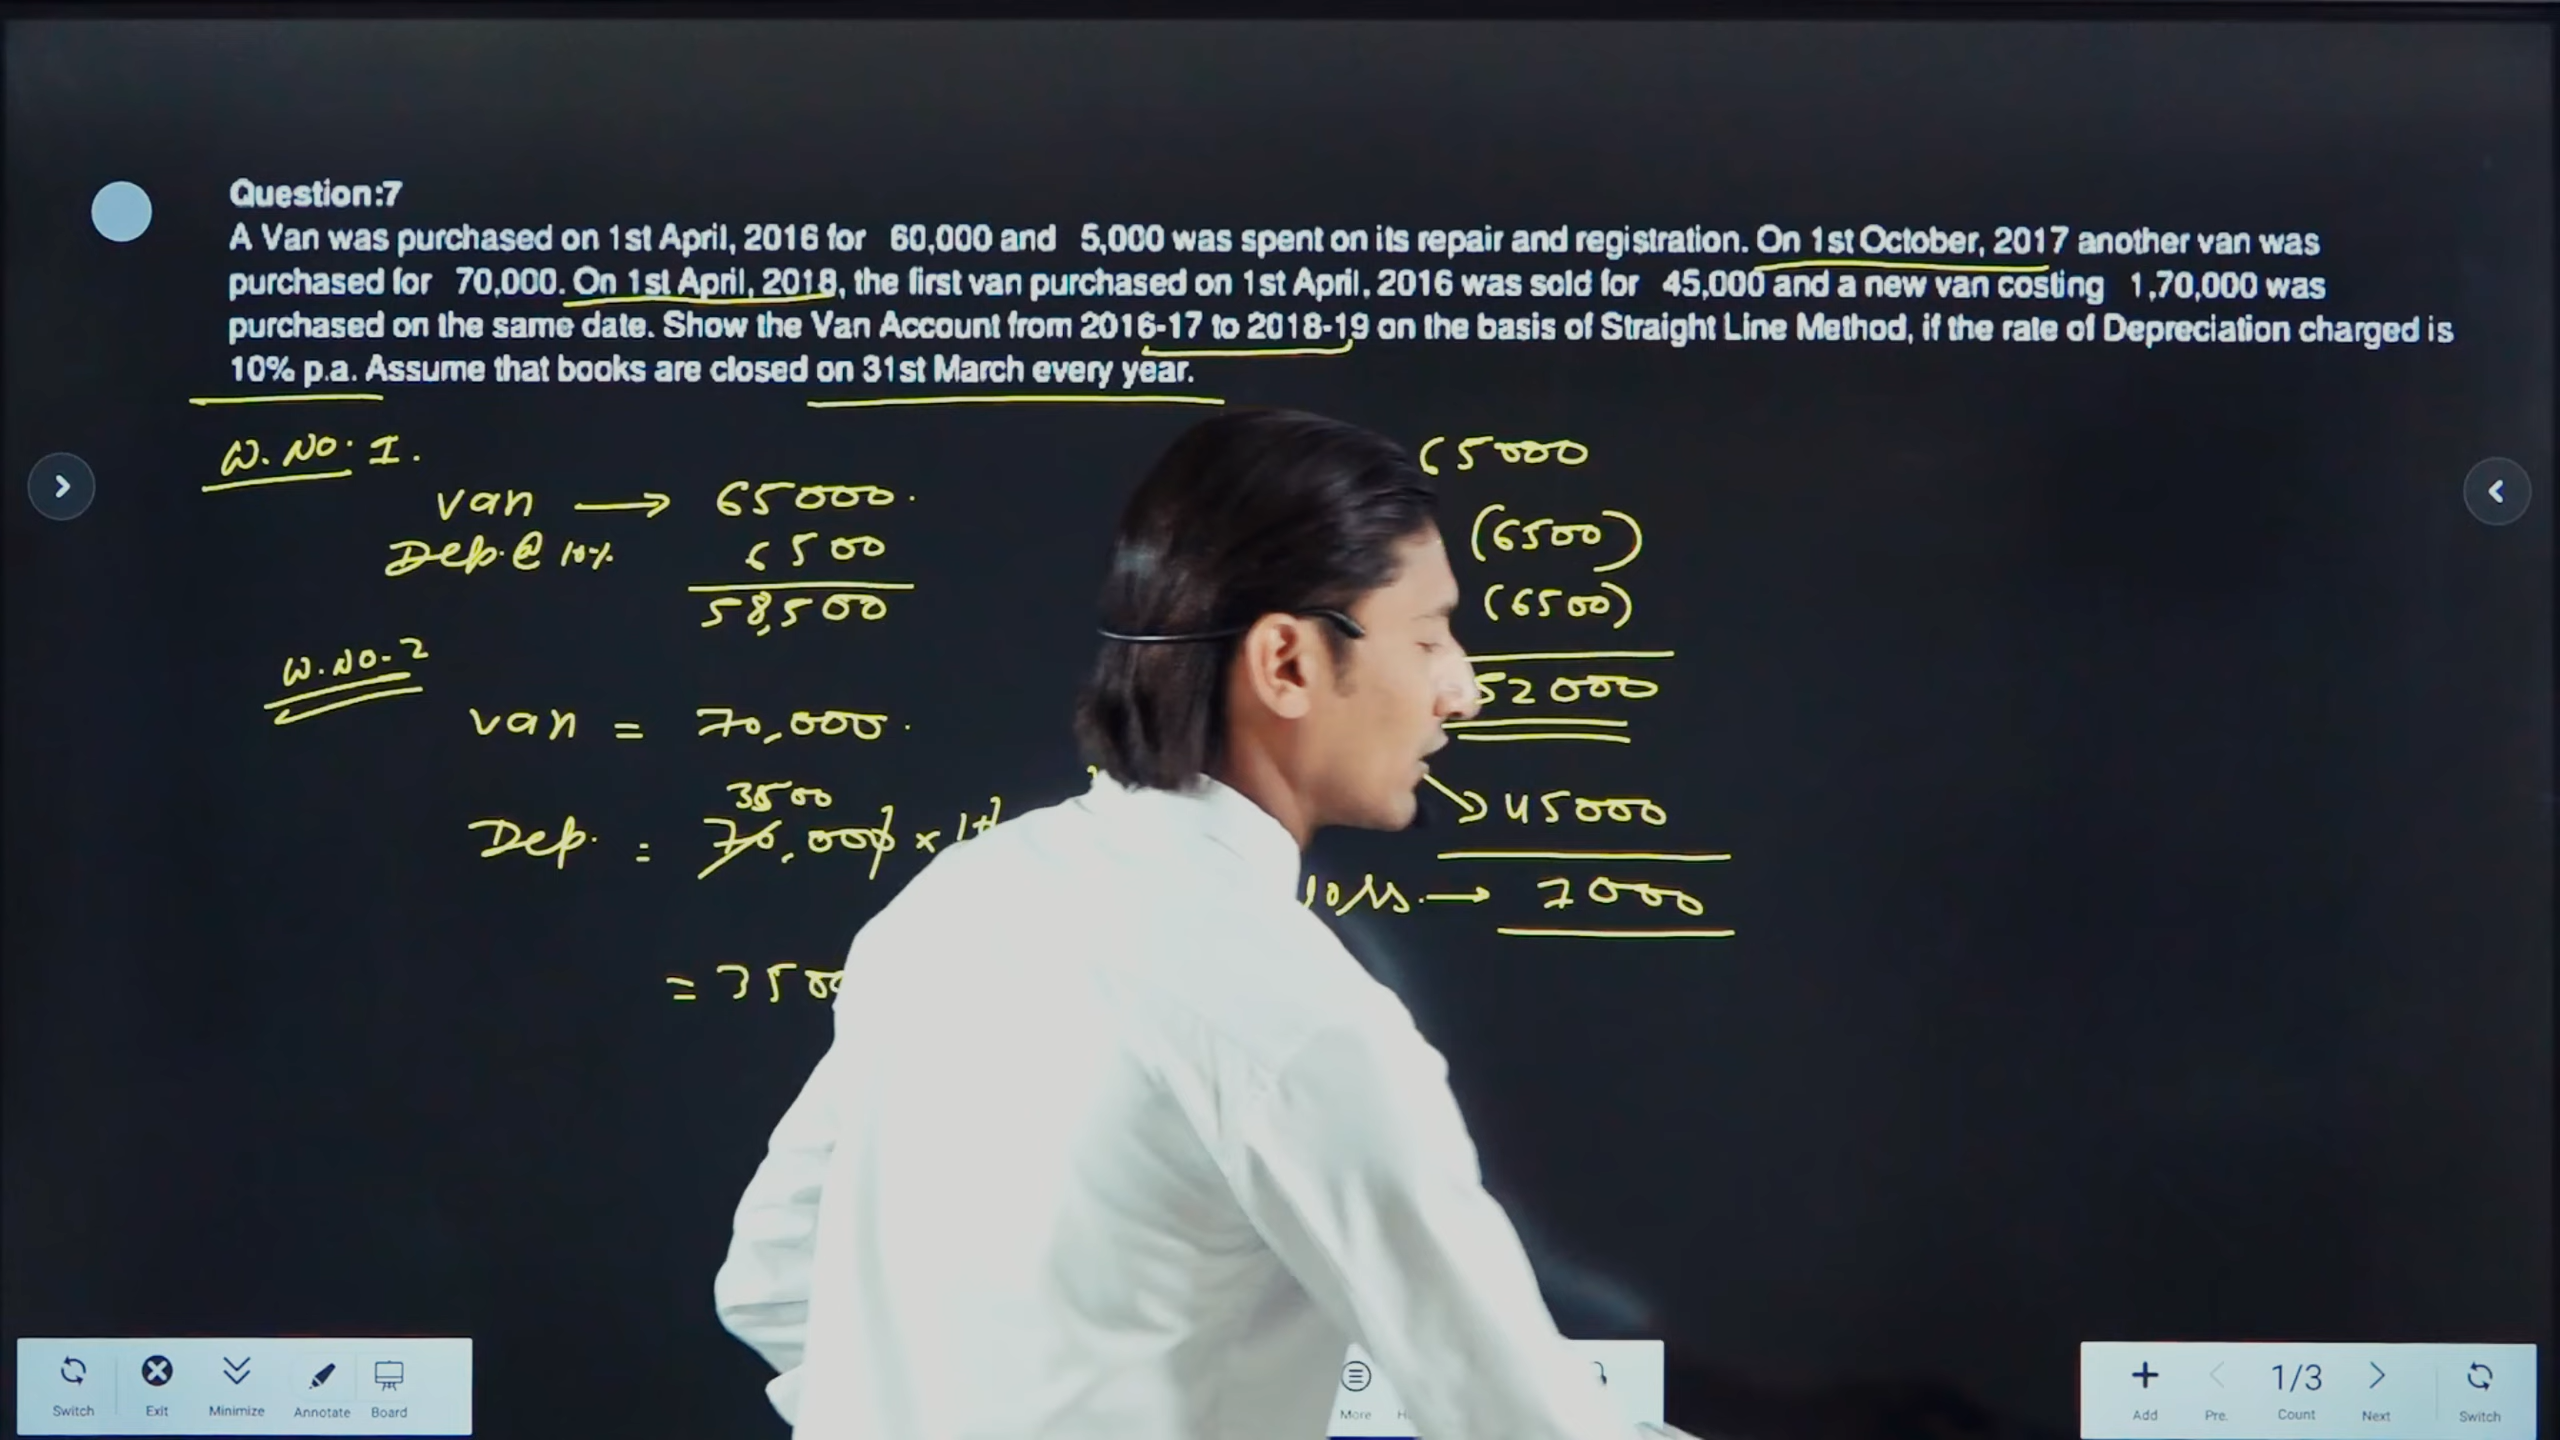 Question:7
A Van was purchased on 1st April, 2016 for 60,000 and 5,000 was spent on its repair and registration. On 1st October, 2017 another van was
purchased for 70,000. On 1st April, 2018, the first van purchased on 1st April, 2016 was sold for 45,000 and a new van costing 1,70,000 was
purchased on the same date. Show the Van Account from 2016-17 to 2018-19 on the basis of Straight Line Method, if the rate of Depreciation charged is
10% p.a. Assume that books are closed on 31st March every year.
W. NO. I.
Van → 65000.
Dep. @ 10%
6500
58,500
W. NO-2
Van = 70,000.
3500
Dep. = 70,000 ×
= 3500
65000
(6500)
(6500)
52000
45000
loss. → 7000
Switch
Exit
Minimize
Annotate
Board
More
Add
Pre.
1/3
Count
Next
Switch